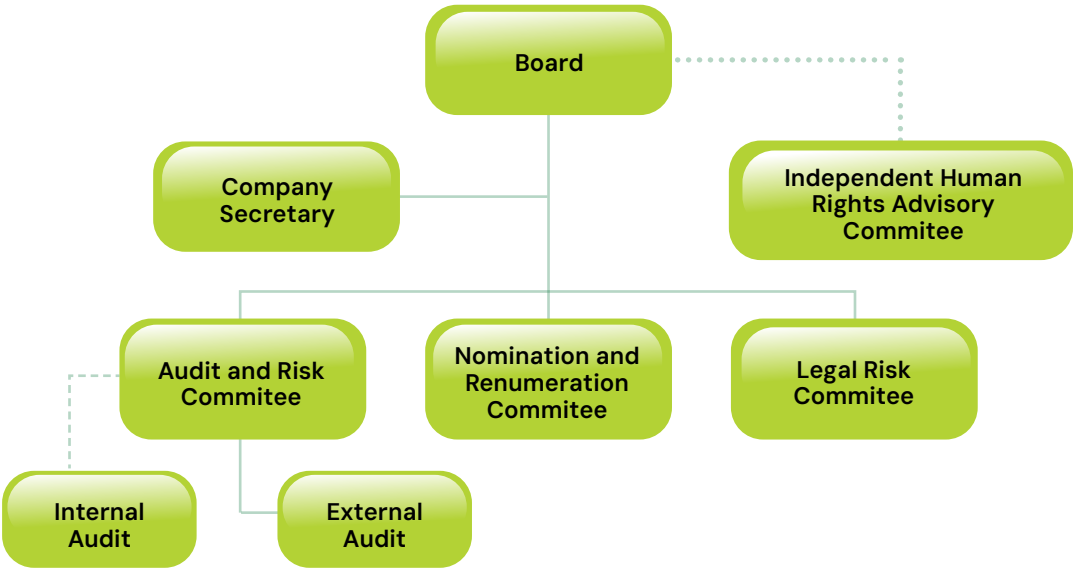 Board
Company
Secretary
Independent Human
Rights Advisory
Commitee
Audit and Risk
Commitee
Nomination and
Renumeration
Commitee
Legal Risk
Commitee
Internal
Audit
External
Audit